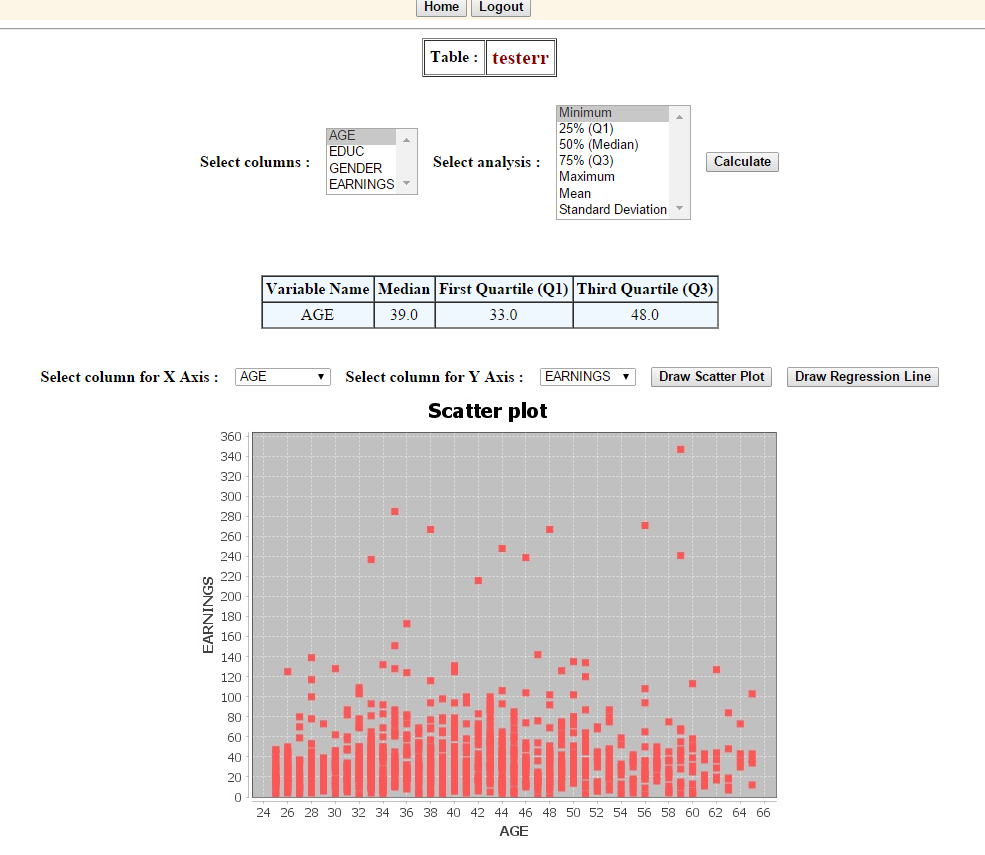 Home Logout
Table : testerr
Select columns :
AGE
EDUC
GENDER
EARNINGS
Select analysis :
Minimum
25% (Q1)
50% (Median)
75% (Q3)
Maximum
Mean
Standard Deviation
Calculate
Variable Name Median First Quartile (Q1) Third Quartile (Q3)
AGE 39.0 33.0 48.0
Select column for X Axis : AGE Select column for Y Axis : EARNINGS Draw Scatter Plot Draw Regression Line
Scatter plot
EARNINGS
360
340
320
300
280
260
240
220
200
180
160
140
120
100
80
60
40
20
0
24 26 28 30 32 34 36 38 40 42 44 46 48 50 52 54 56 58 60 62 64 66
AGE